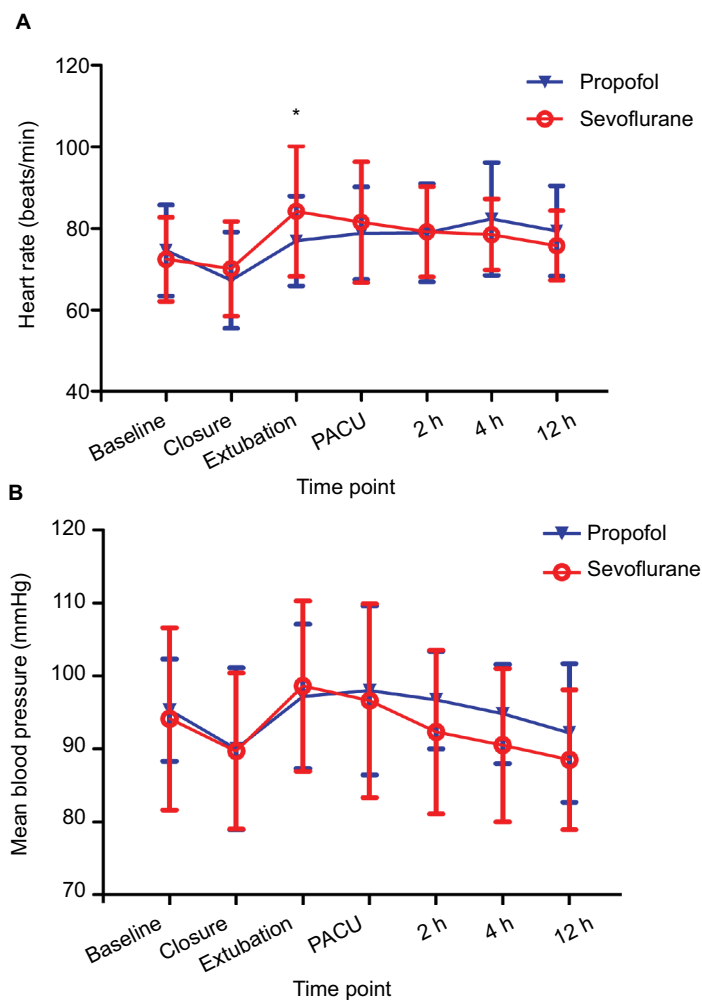 A
120
100
80
60
40
Heart rate (beats/min)
*
Propofol
Sevoflurane
Baseline
Closure
Extubation
PACU
2 h
4 h
12 h
Time point
B
120
110
100
90
80
70
Mean blood pressure (mmHg)
Propofol
Sevoflurane
Baseline
Closure
Extubation
PACU
2 h
4 h
12 h
Time point